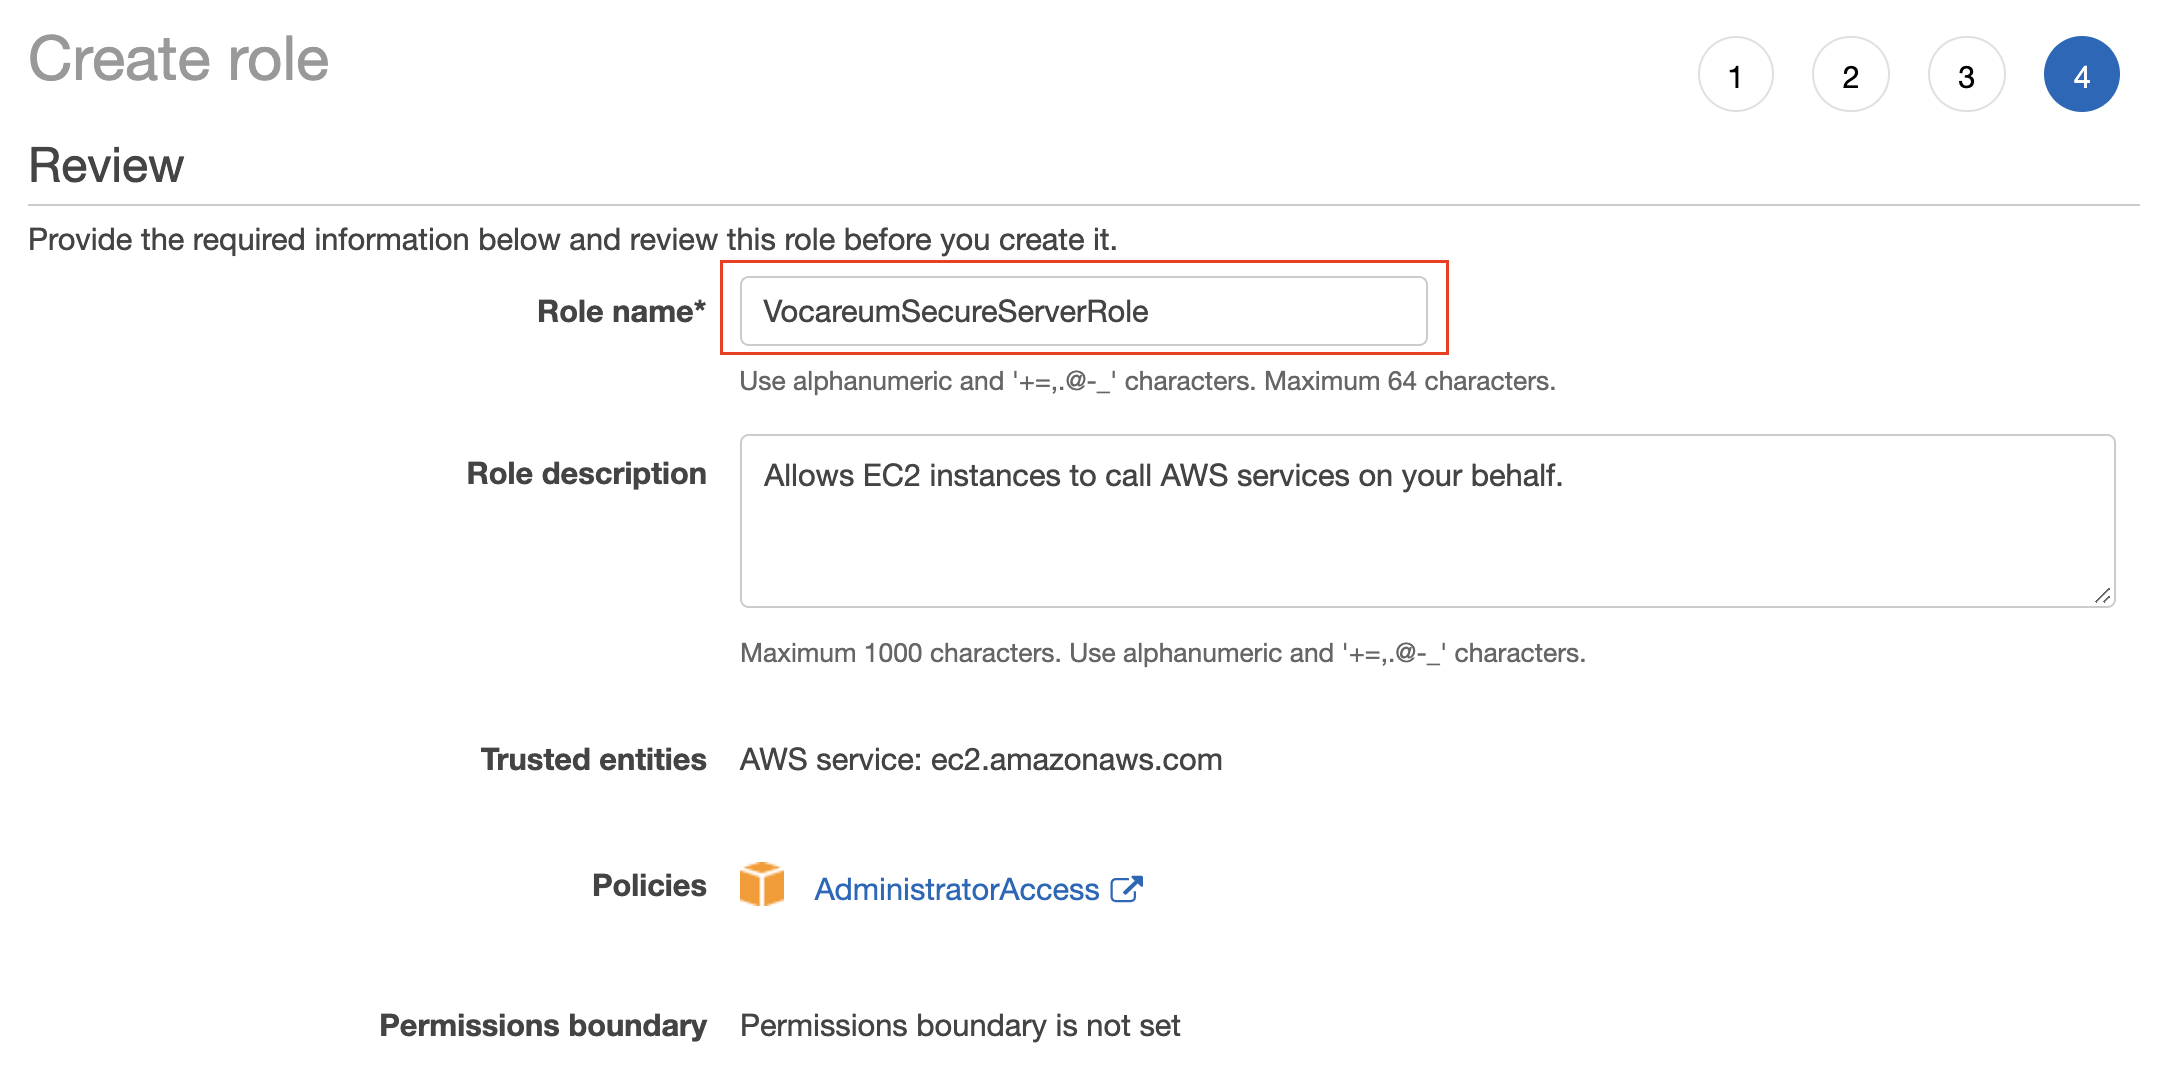 Create role
1 2 3 4
Review
Provide the required information below and review this role before you create it.
Role name* VocareumSecureServerRole
Use alphanumeric and '+=,.@-_' characters. Maximum 64 characters.
Role description Allows EC2 instances to call AWS services on your behalf.
Maximum 1000 characters. Use alphanumeric and '+=,.@-_' characters.
Trusted entities AWS service: ec2.amazonaws.com
Policies AdministratorAccess
Permissions boundary Permissions boundary is not set